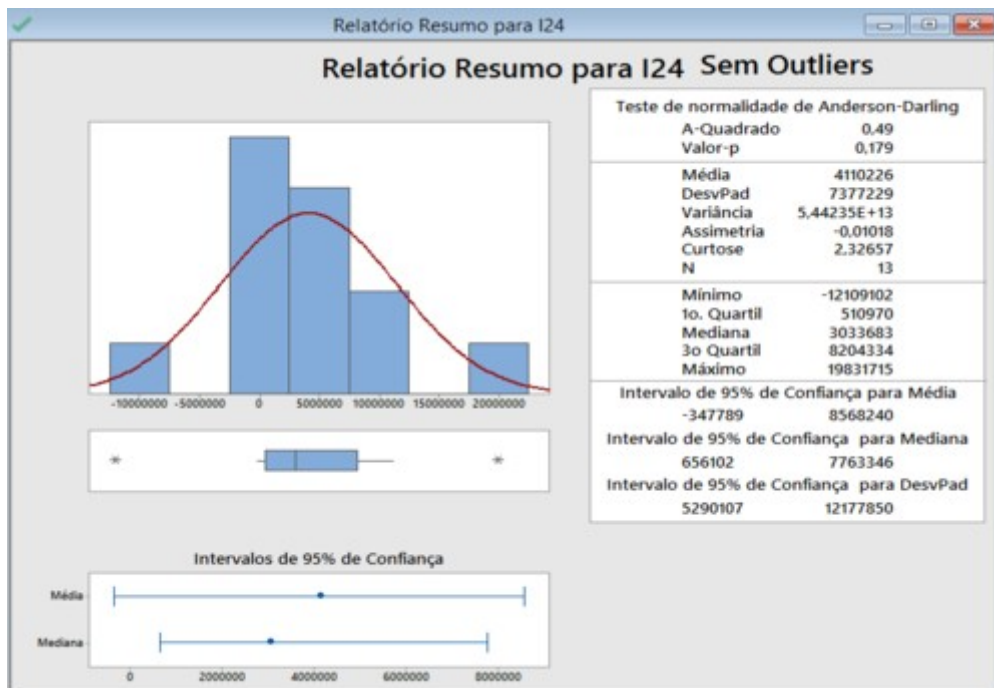 Relatório Resumo para I24
Relatório Resumo para I24 Sem Outliers
Teste de normalidade de Anderson-Darling
A-Quadrado 0,49
Valor-p 0,179
Média 4110226
DesvPad 7377229
Variância 5,44235E+13
Assimetria -0,01018
Curtose 2,32657
N 13
Mínimo -12109102
1o. Quartil 510970
Mediana 3033683
3o Quartil 8204334
Máximo 19831715
Intervalo de 95% de Confiança para Média
-347789 8568240
Intervalo de 95% de Confiança para Mediana
656102 7763346
Intervalo de 95% de Confiança para DesvPad
5290107 12177850
-10000000 -5000000 0 5000000 10000000 15000000 20000000
Intervalos de 95% de Confiança
Média
Mediana
0 2000000 4000000 6000000 8000000